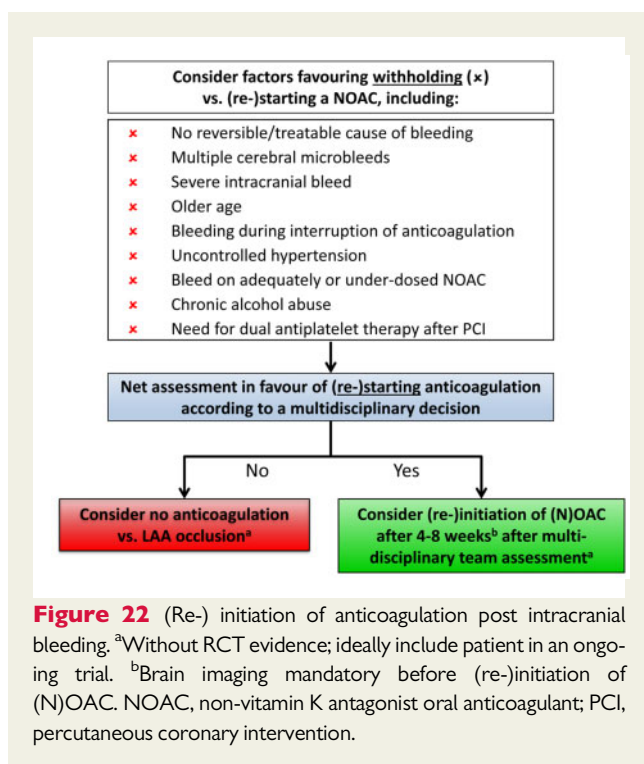 Consider factors favouring withholding (×)
vs. (re-)starting a NOAC, including:
× No reversible/treatable cause of bleeding
× Multiple cerebral microbleeds
× Severe intracranial bleed
× Older age
× Bleeding during interruption of anticoagulation
× Uncontrolled hypertension
× Bleed on adequately or under-dosed NOAC
× Chronic alcohol abuse
× Need for dual antiplatelet therapy after PCI
Net assessment in favour of (re-)starting anticoagulation
according to a multidisciplinary decision
No
Yes
Consider no anticoagulation
vs. LAA occlusionᵃ
Consider (re-)initiation of (N)OAC
after 4-8 weeksᵇ after multi-
disciplinary team assessmentᵃ
Figure 22 (Re-) initiation of anticoagulation post intracranial
bleeding. ᵃWithout RCT evidence; ideally include patient in an ongo-
ing trial. ᵇBrain imaging mandatory before (re-)initiation of
(N)OAC. NOAC, non-vitamin K antagonist oral anticoagulant; PCI,
percutaneous coronary intervention.